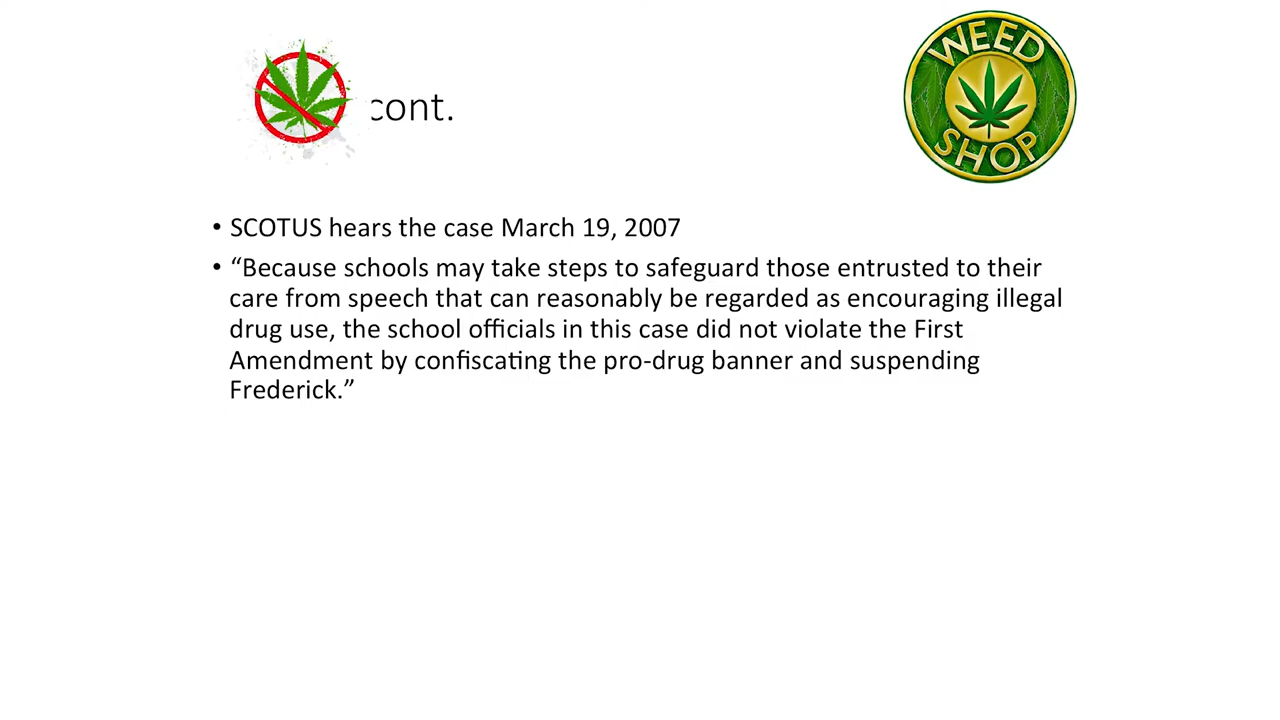 WEED
SHOP
cont.
• SCOTUS hears the case March 19, 2007
• “Because schools may take steps to safeguard those entrusted to their
care from speech that can reasonably be regarded as encouraging illegal
drug use, the school officials in this case did not violate the First
Amendment by confiscating the pro-drug banner and suspending
Frederick.”